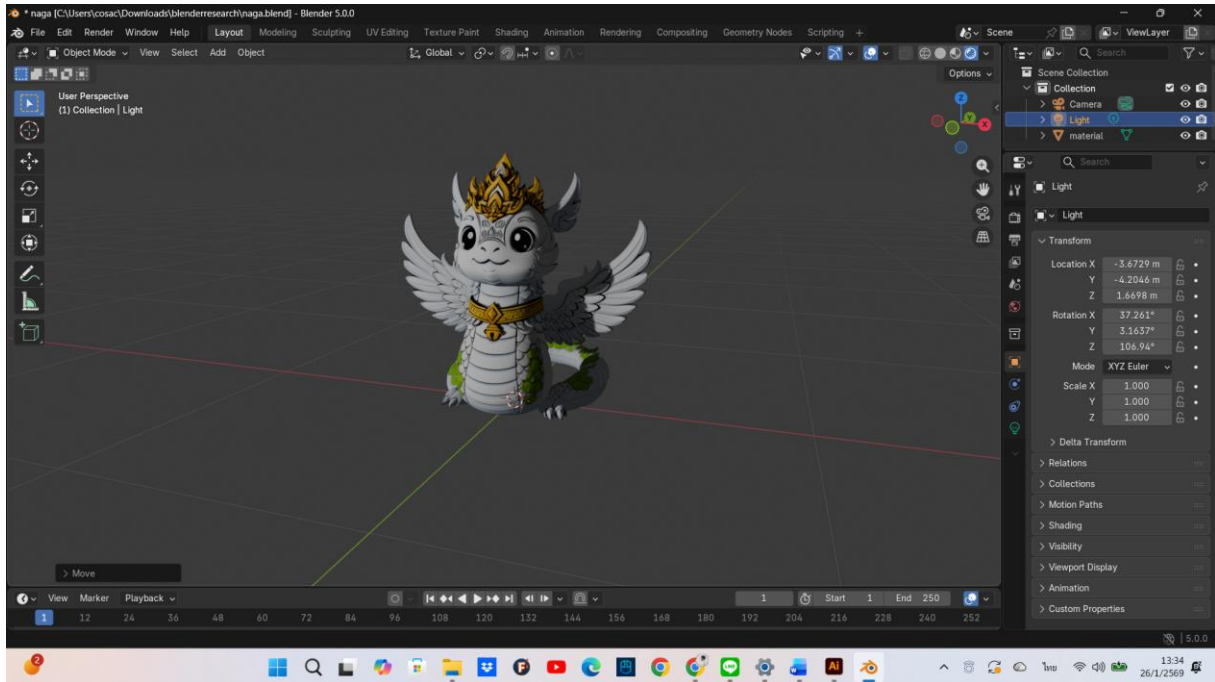 * naga [C:\Users\cosac\Downloads\blenderresearch\naga.blend] - Blender 5.0.0
File Edit Render Window Help Layout Modeling Sculpting UV Editing Texture Paint Shading Animation Rendering Compositing Geometry Nodes Scripting + Scene ViewLayer
Object Mode View Select Add Object Global Search
Options
User Perspective
(1) Collection | Light
Z
Y
X
Scene Collection
Collection
Camera
Light
material
Search
Light
Light
Transform
Location X -3.6729 m
Y -4.2046 m
Z 1.6698 m
Rotation X 37.261°
Y 3.1637°
Z 106.94°
Mode XYZ Euler
Scale X 1.000
Y 1.000
Z 1.000
Delta Transform
Relations
Collections
Motion Paths
Shading
Visibility
Viewport Display
Animation
Custom Properties
Move
View Marker Playback 1 Start 1 End 250
1 12 24 36 48 60 72 84 96 108 120 132 144 156 168 180 192 204 216 228 240 252
5.0.0
2 Ai ไทย 13:34
26/1/2569